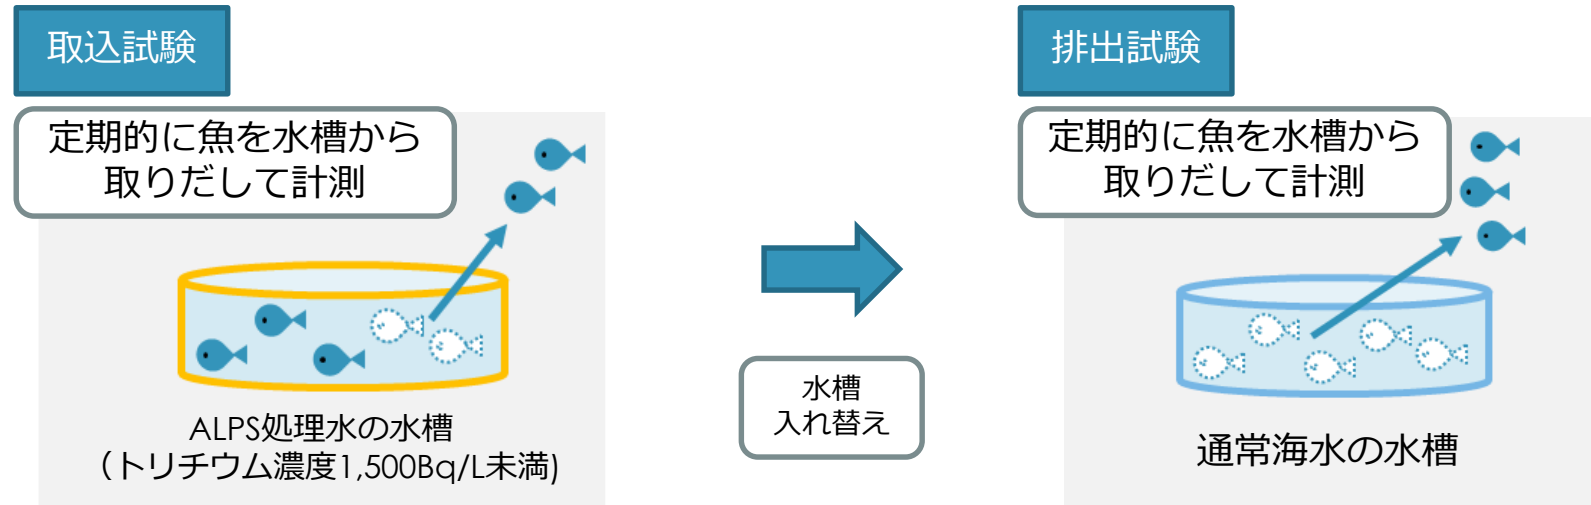 取込試験
定期的に魚を水槽から
取りだして計測
ALPS処理水の水槽
（トリチウム濃度1,500Bq/L未満)
水槽
入れ替え
排出試験
定期的に魚を水槽から
取りだして計測
通常海水の水槽